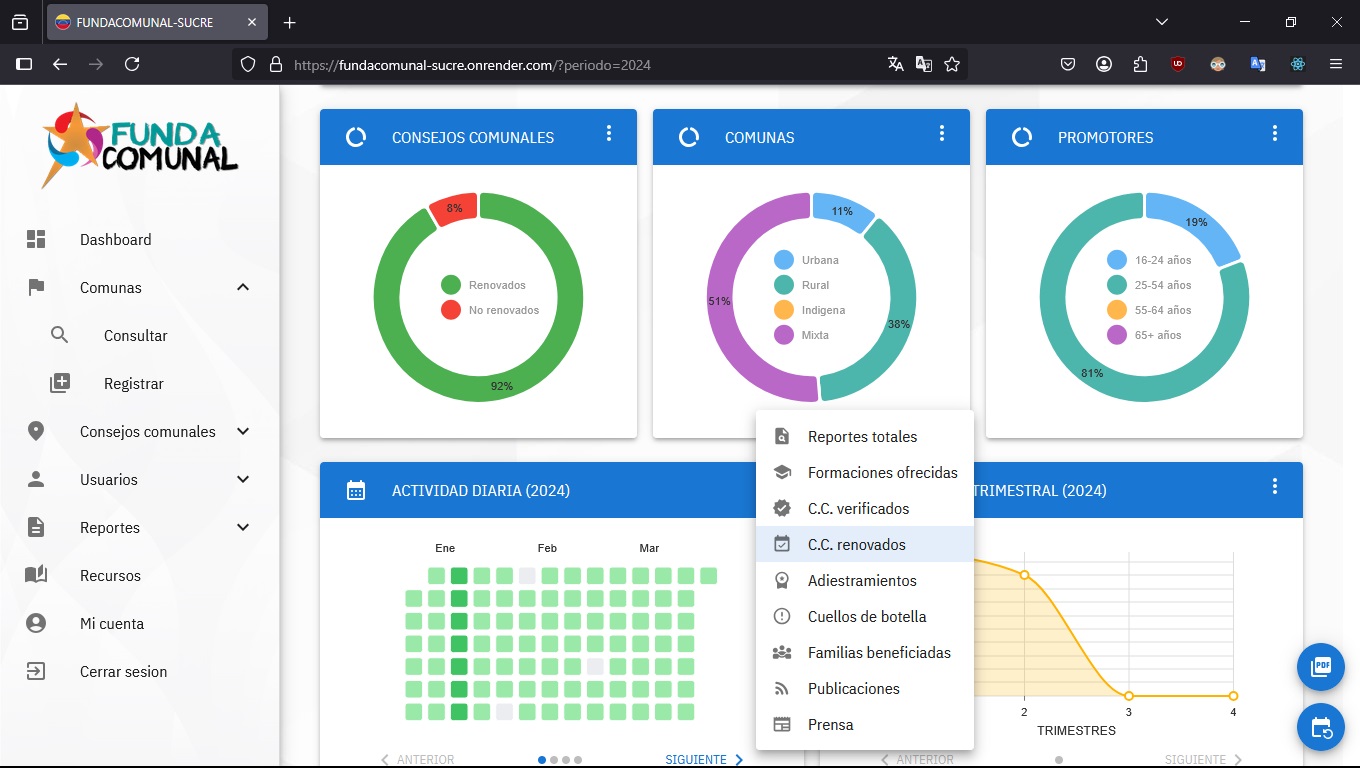 FUNDACOMUNAL-SUCRE
https://fundacomunal-sucre.onrender.com/?periodo=2024
FUNDA
COMUNAL
Dashboard
Comunas
Consultar
Registrar
Consejos comunales
Usuarios
Reportes
Recursos
Mi cuenta
Cerrar sesion
CONSEJOS COMUNALES
8%
Renovados
No renovados
92%
COMUNAS
11%
Urbana
Rural
Indigena
Mixta
51%
38%
PROMOTORES
19%
16-24 años
25-54 años
55-64 años
65+ años
81%
ACTIVIDAD DIARIA (2024)
Ene Feb Mar
ANTERIOR
SIGUIENTE
Reportes totales
Formaciones ofrecidas
C.C. verificados
C.C. renovados
Adiestramientos
Cuellos de botella
Familias beneficiadas
Publicaciones
Prensa
TRIMESTRAL (2024)
2 3 4
TRIMESTRES
ANTERIOR
SIGUIENTE
PDF